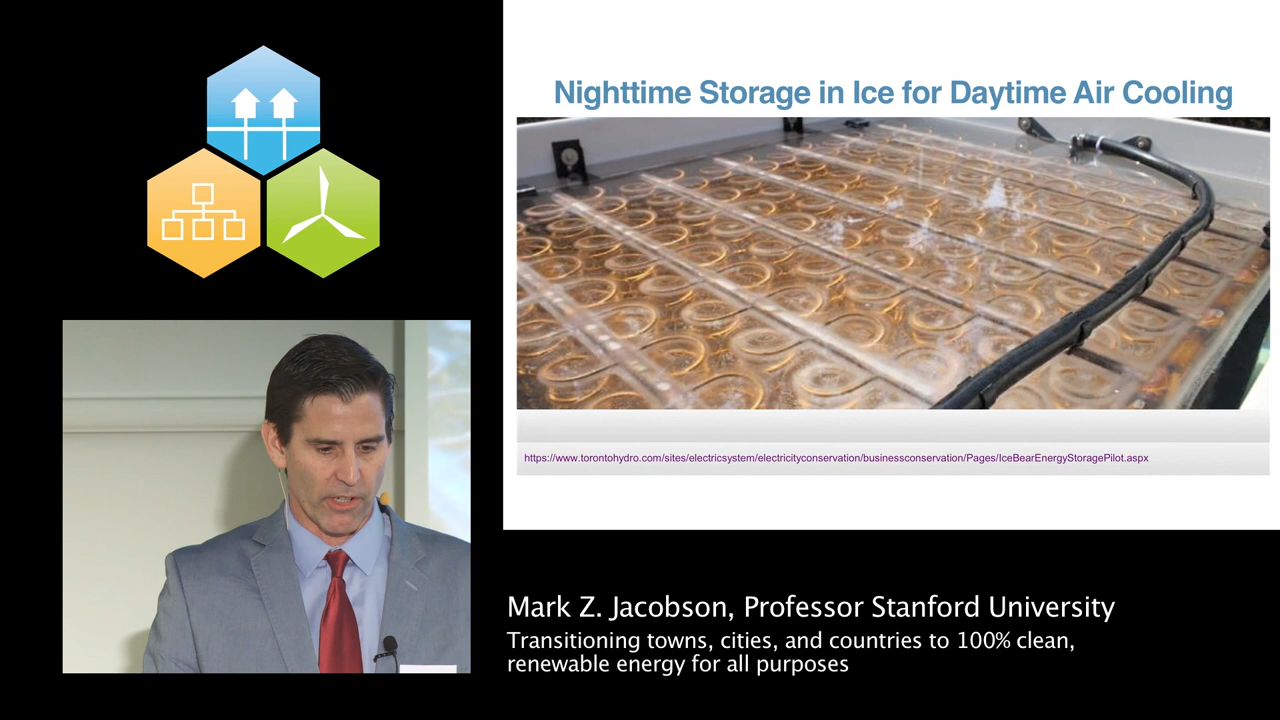 Nighttime Storage in Ice for Daytime Air Cooling
https://www.torontohydro.com/sites/electricsystem/electricityconservation/businessconservation/Pages/IceBearEnergyStoragePilot.aspx
Mark Z. Jacobson, Professor Stanford University
Transitioning towns, cities, and countries to 100% clean,
renewable energy for all purposes